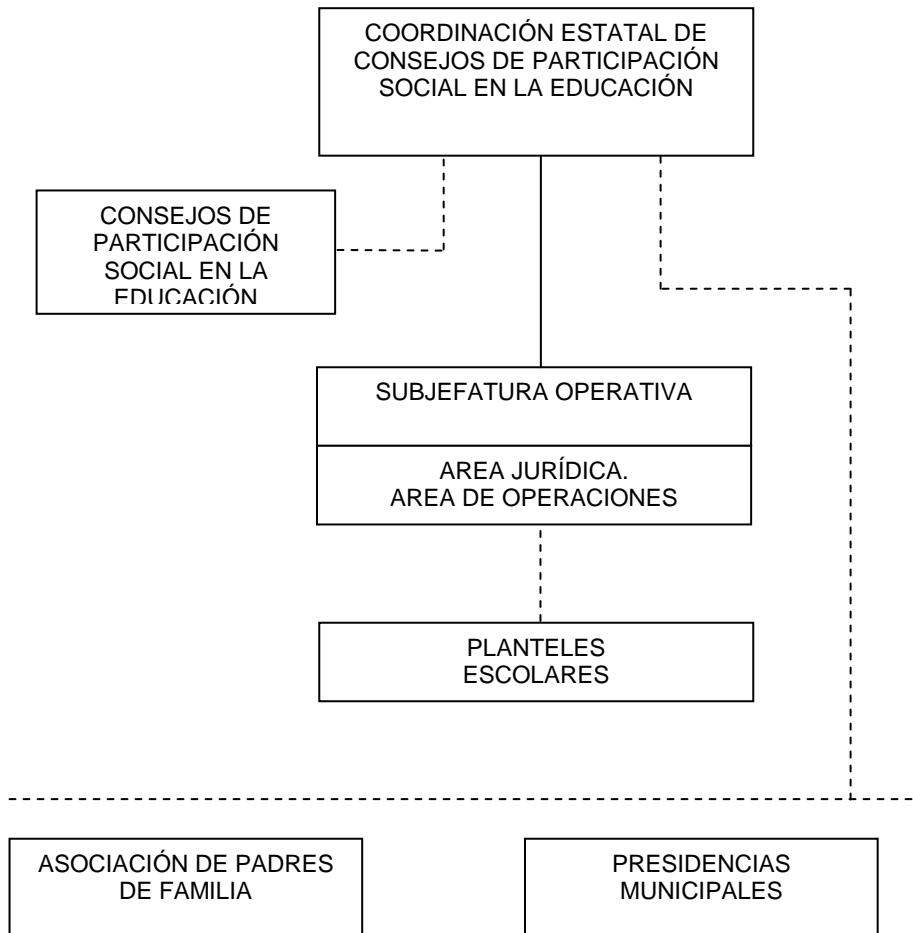 COORDINACIÓN ESTATAL DE
CONSEJOS DE PARTICIPACIÓN
SOCIAL EN LA EDUCACIÓN
CONSEJOS DE
PARTICIPACIÓN
SOCIAL EN LA
EDUCACIÓN
SUBJEFATURA OPERATIVA
AREA JURÍDICA.
AREA DE OPERACIONES
PLANTELES
ESCOLARES
ASOCIACIÓN DE PADRES
DE FAMILIA
PRESIDENCIAS
MUNICIPALES